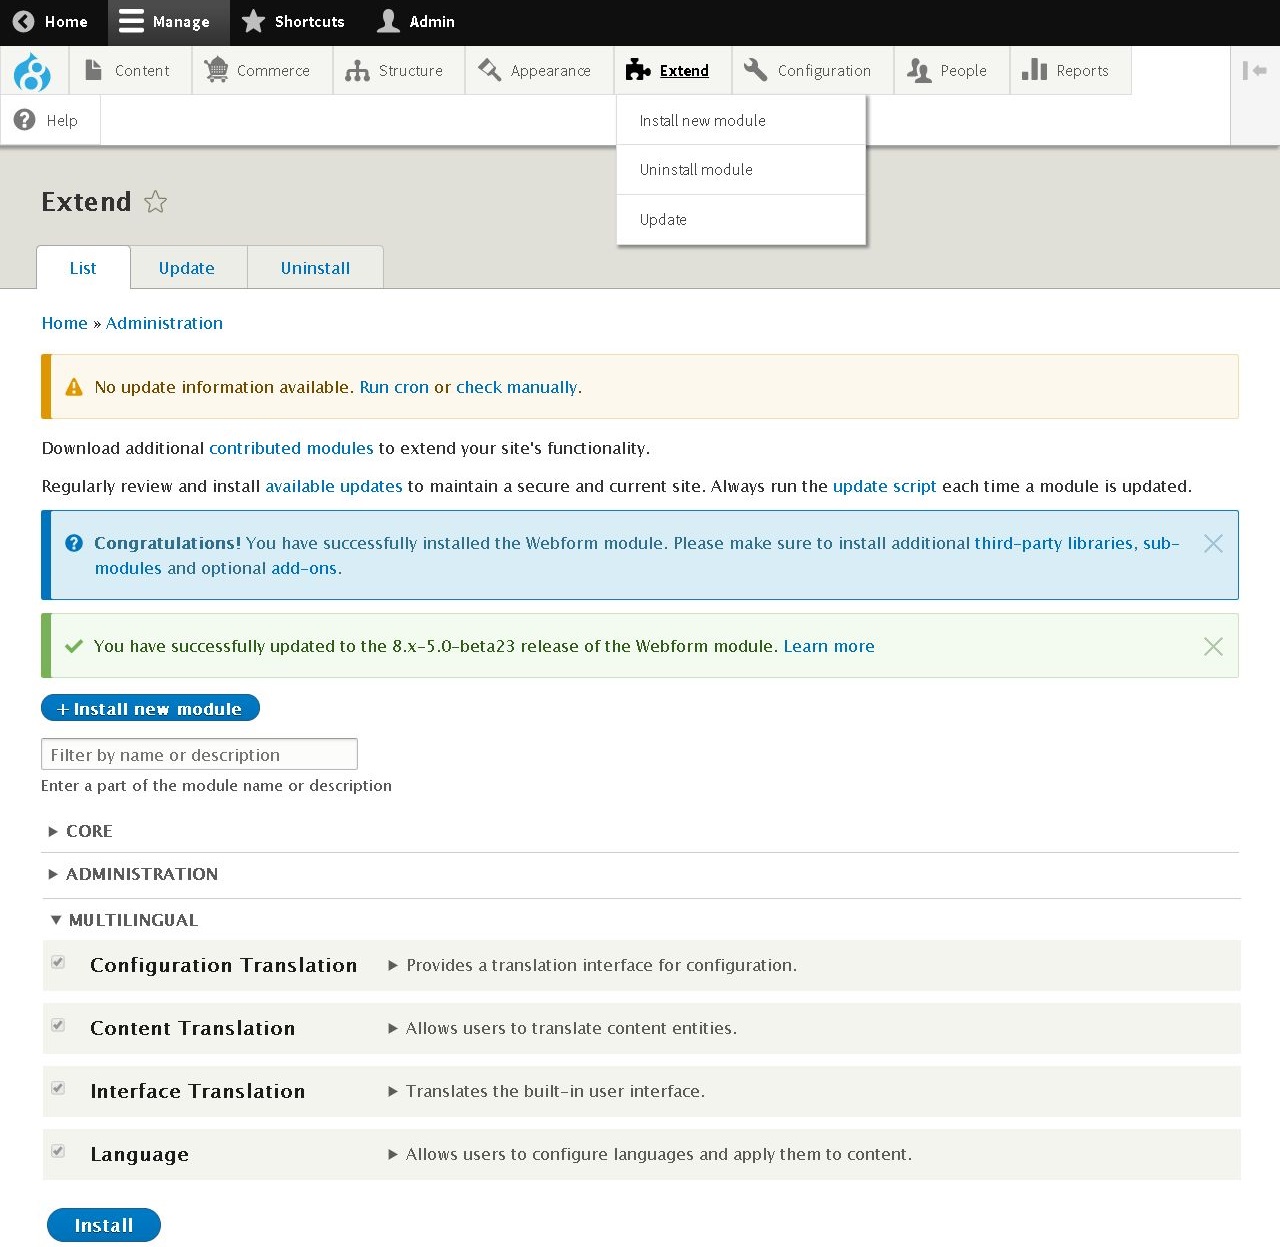 Home Manage Shortcuts Admin
Content Commerce Structure Appearance Extend Configuration People Reports
Help
Install new module
Uninstall module
Update
Extend
List Update Uninstall
Home » Administration
No update information available. Run cron or check manually.
Download additional contributed modules to extend your site's functionality.
Regularly review and install available updates to maintain a secure and current site. Always run the update script each time a module is updated.
Congratulations! You have successfully installed the Webform module. Please make sure to install additional third-party libraries, sub-
modules and optional add-ons.
You have successfully updated to the 8.x-5.0-beta23 release of the Webform module. Learn more
+ Install new module
Filter by name or description
Enter a part of the module name or description
CORE
ADMINISTRATION
MULTILINGUAL
Configuration Translation Provides a translation interface for configuration.
Content Translation Allows users to translate content entities.
Interface Translation Translates the built-in user interface.
Language Allows users to configure languages and apply them to content.
Install